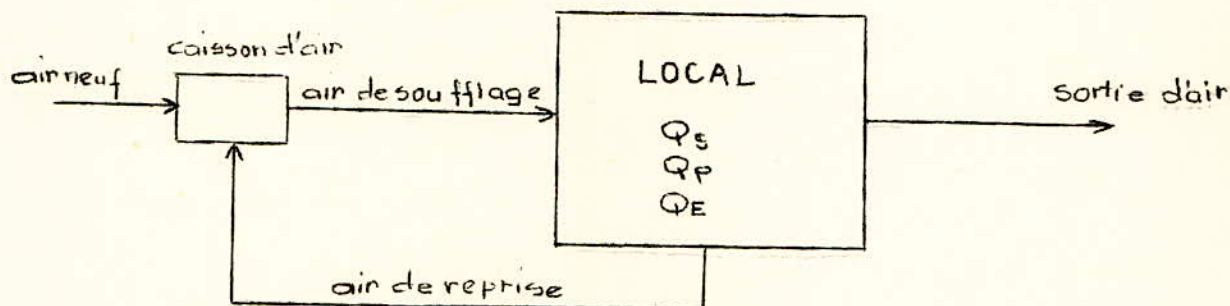 caisson d'air
air neuf
air de soufflage
LOCAL
sortie d'air
QS
QP
QE
air de reprise